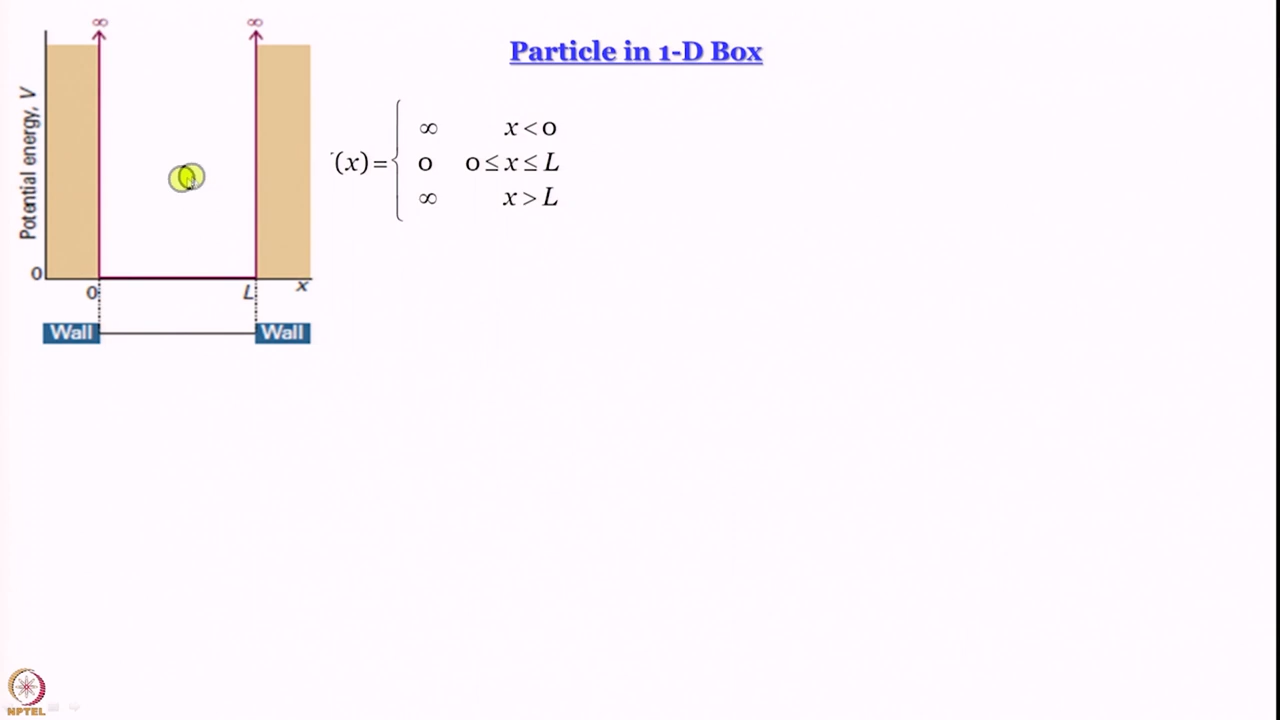 Particle in 1-D Box
∞ ∞
Potential energy, V
∞ x < 0
(x) = { 0 0 ≤ x ≤ L
∞ x > L
0
0 L x
Wall Wall
NPTEL